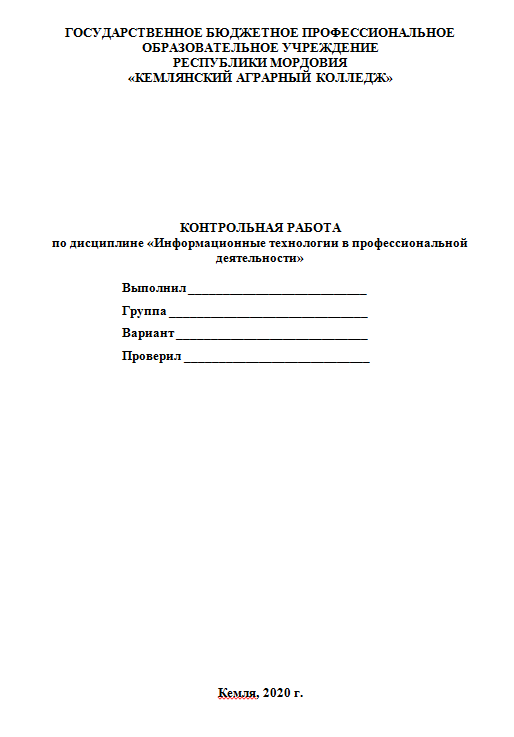 ГОСУДАРСТВЕННОЕ БЮДЖЕТНОЕ ПРОФЕССИОНАЛЬНОЕ
ОБРАЗОВАТЕЛЬНОЕ УЧРЕЖДЕНИЕ
РЕСПУБЛИКИ МОРДОВИЯ
«КЕМЛЯНСКИЙ АГРАРНЫЙ КОЛЛЕДЖ»
КОНТРОЛЬНАЯ РАБОТА
по дисциплине «Информационные технологии в профессиональной
деятельности»
Выполнил ___________________________
Группа ______________________________
Вариант _____________________________
Проверил ____________________________
Кемля, 2020 г.